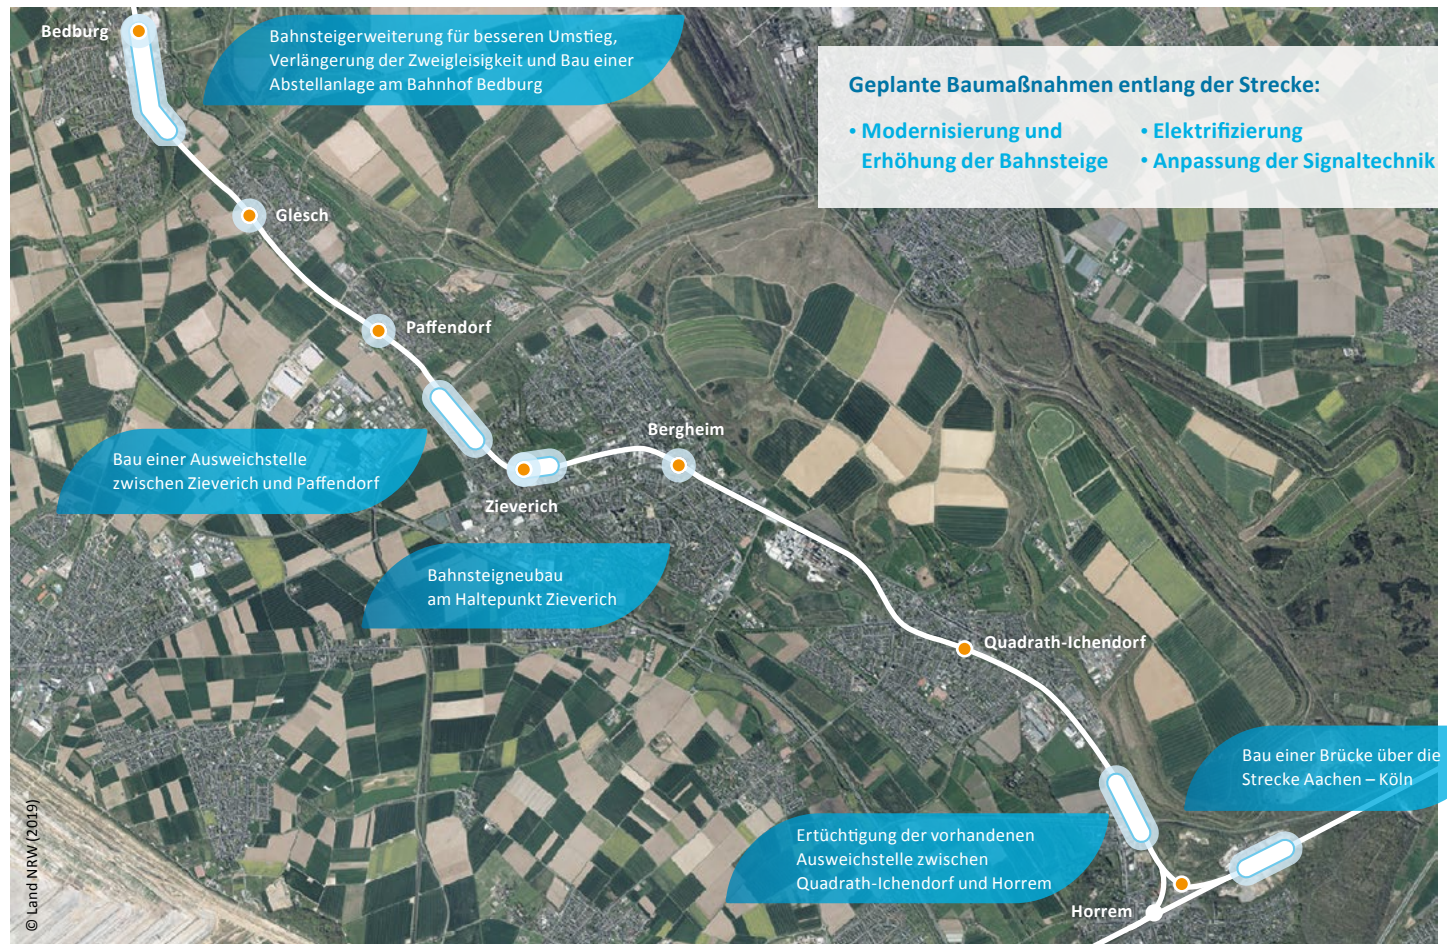 Bedburg
Bahnsteigerweiterung für besseren Umstieg,
Verlängerung der Zweigleisigkeit und Bau einer
Abstellanlage am Bahnhof Bedburg
Geplante Baumaßnahmen entlang der Strecke:
• Modernisierung und
Erhöhung der Bahnsteige
• Elektrifizierung
• Anpassung der Signaltechnik
Glesch
Paffendorf
Bergheim
Bau einer Ausweichstelle
zwischen Zieverich und Paffendorf
Zieverich
Bahnsteigneubau
am Haltepunkt Zieverich
Quadrath-Ichendorf
Bau einer Brücke über die
Strecke Aachen – Köln
Ertüchtigung der vorhandenen
Ausweichstelle zwischen
Quadrath-Ichendorf und Horrem
Horrem
© Land NRW (2019)